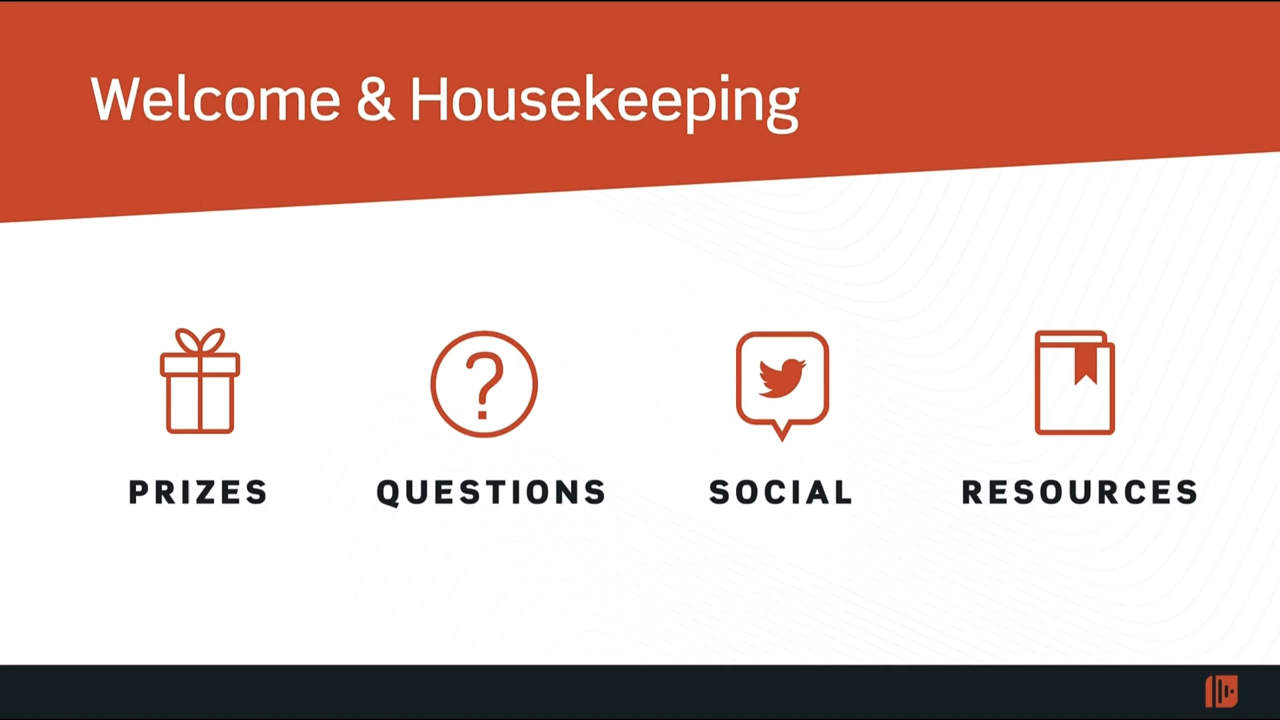 Welcome & Housekeeping
PRIZES
QUESTIONS
SOCIAL
RESOURCES